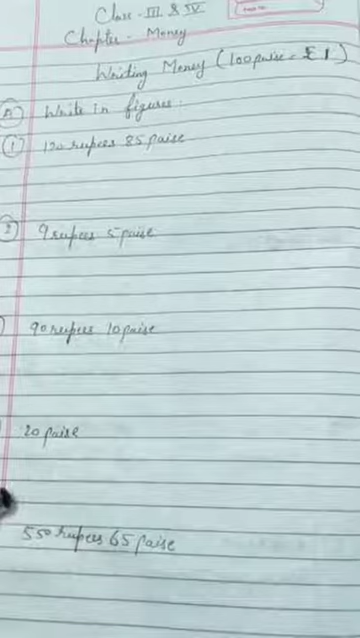 Class - III & IV
Chapter - Money
Writing Money (100 paise = ₹ 1)
(A) Write in figures:
(1) 120 rupees 85 paise
2 9 rupees 5 paise
90 rupees 10 paise
20 paise
550 rupees 65 paise